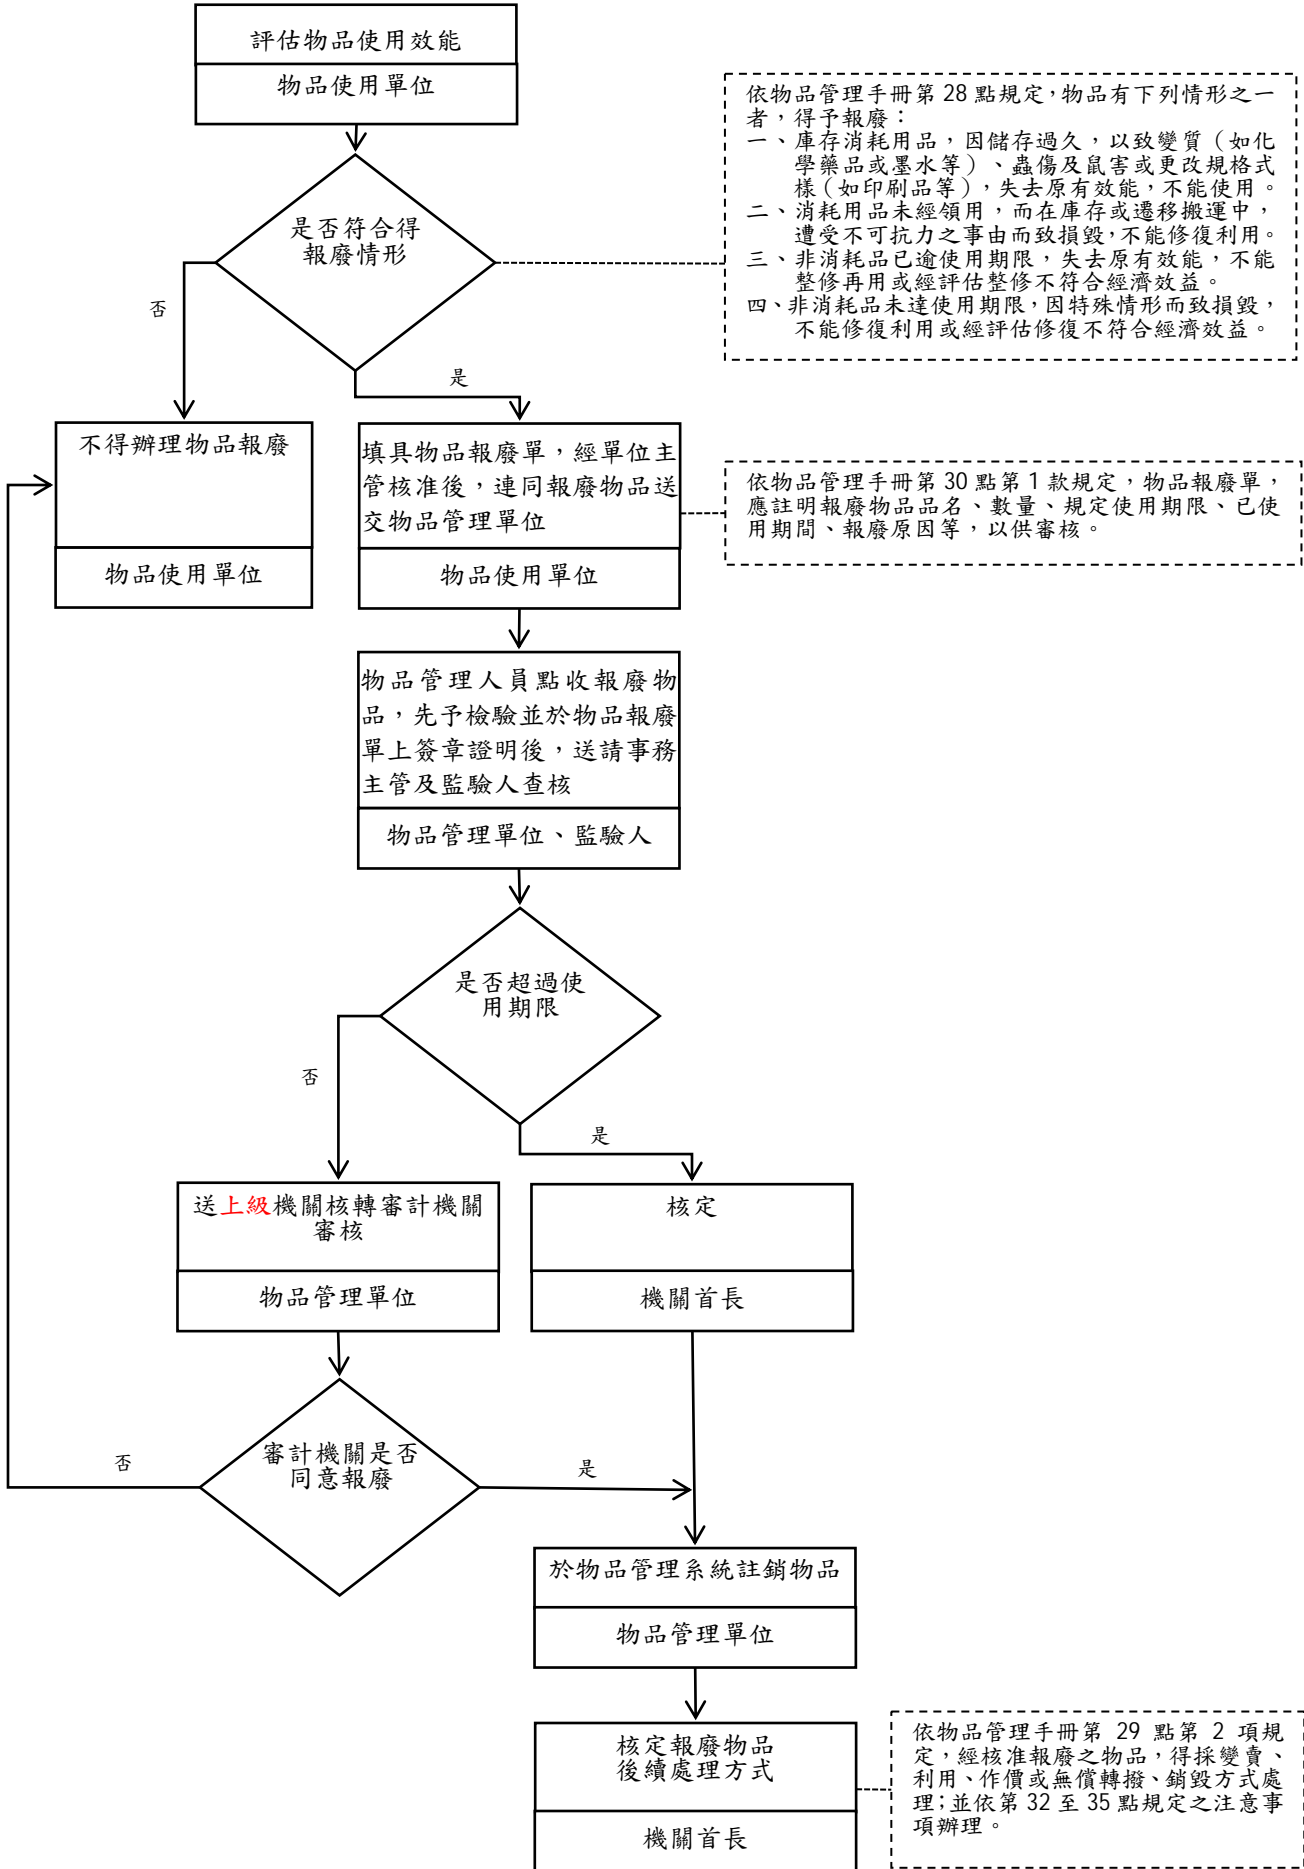 評估物品使用效能
物品使用單位
依物品管理手冊第 28 點規定，物品有下列情形之一
者，得予報廢：
一、庫存消耗用品，因儲存過久，以致變質（如化
學藥品或墨水等）、蟲傷及鼠害或更改規格式
樣（如印刷品等），失去原有效能，不能使用。
二、消耗用品未經領用，而在庫存或遷移搬運中，
遭受不可抗力之事由而致損毀，不能修復利用。
三、非消耗品已逾使用期限，失去原有效能，不能
整修再用或經評估整修不符合經濟效益。
四、非消耗品未達使用期限，因特殊情形而致損毀，
不能修復利用或經評估修復不符合經濟效益。
是否符合得
報廢情形
否
是
不得辦理物品報廢
物品使用單位
填具物品報廢單，經單位主
管核准後，連同報廢物品送
交物品管理單位
物品使用單位
依物品管理手冊第 30 點第 1 款規定，物品報廢單，
應註明報廢物品品名、數量、規定使用期限、已使
用期間、報廢原因等，以供審核。
物品管理人員點收報廢物
品，先予檢驗並於物品報廢
單上簽章證明後，送請事務
主管及監驗人查核
物品管理單位、監驗人
是否超過使
用期限
否
是
送上級機關核轉審計機關
審核
物品管理單位
核定
機關首長
審計機關是否
同意報廢
否
是
於物品管理系統註銷物品
物品管理單位
核定報廢物品
後續處理方式
機關首長
依物品管理手冊第 29 點第 2 項規
定，經核准報廢之物品，得採變賣、
利用、作價或無償轉撥、銷毀方式處
理；並依第 32 至 35 點規定之注意事
項辦理。